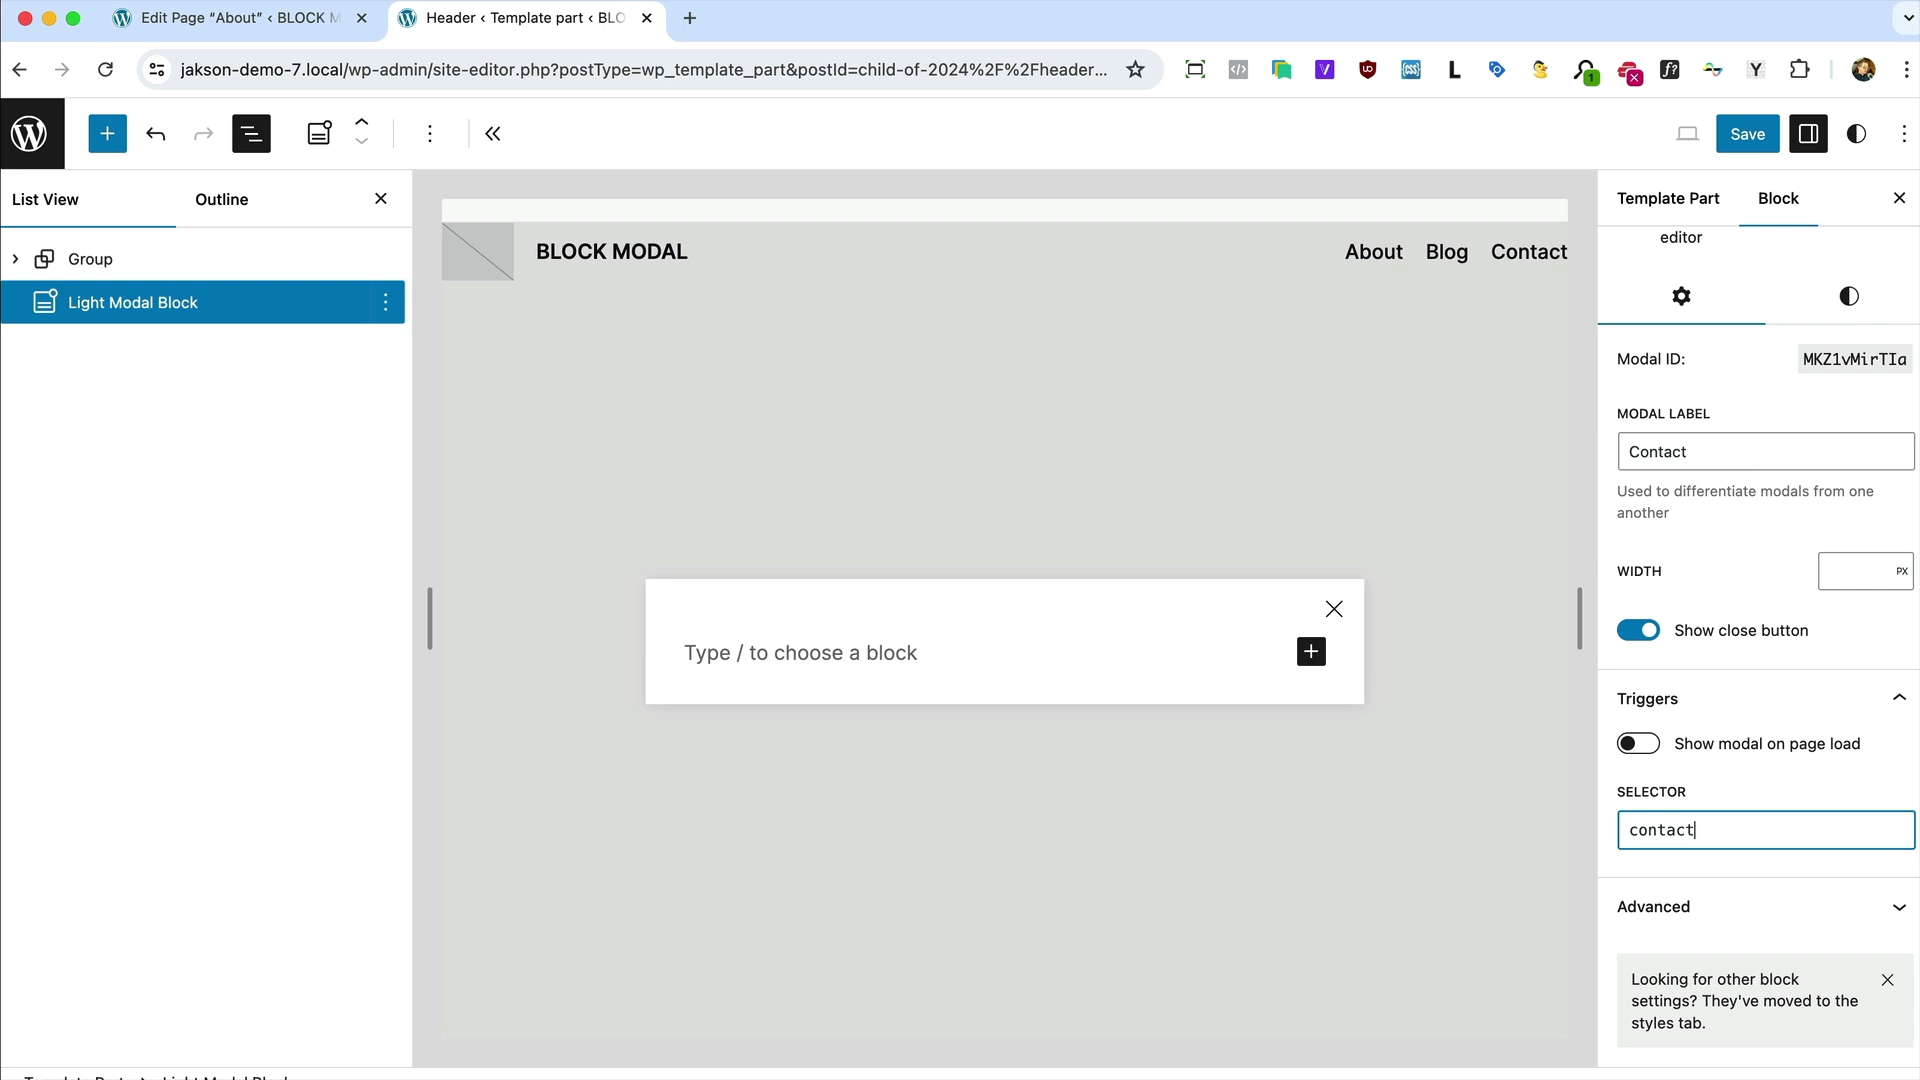 Edit Page “About” ‹ BLOCK M
Header ‹ Template part ‹ BLO
jakson-demo-7.local/wp-admin/site-editor.php?postType=wp_template_part&postId=child-of-2024%2F%2Fheader...
Save
List View
Outline
Template Part
Block
Group
Light Modal Block
BLOCK MODAL
About
Blog
Contact
editor
Modal ID:
MKZ1vMirTIa
MODAL LABEL
Contact
Used to differentiate modals from one
another
WIDTH
PX
Show close button
Type / to choose a block
Triggers
Show modal on page load
SELECTOR
contact
Advanced
Looking for other block
settings? They've moved to the
styles tab.